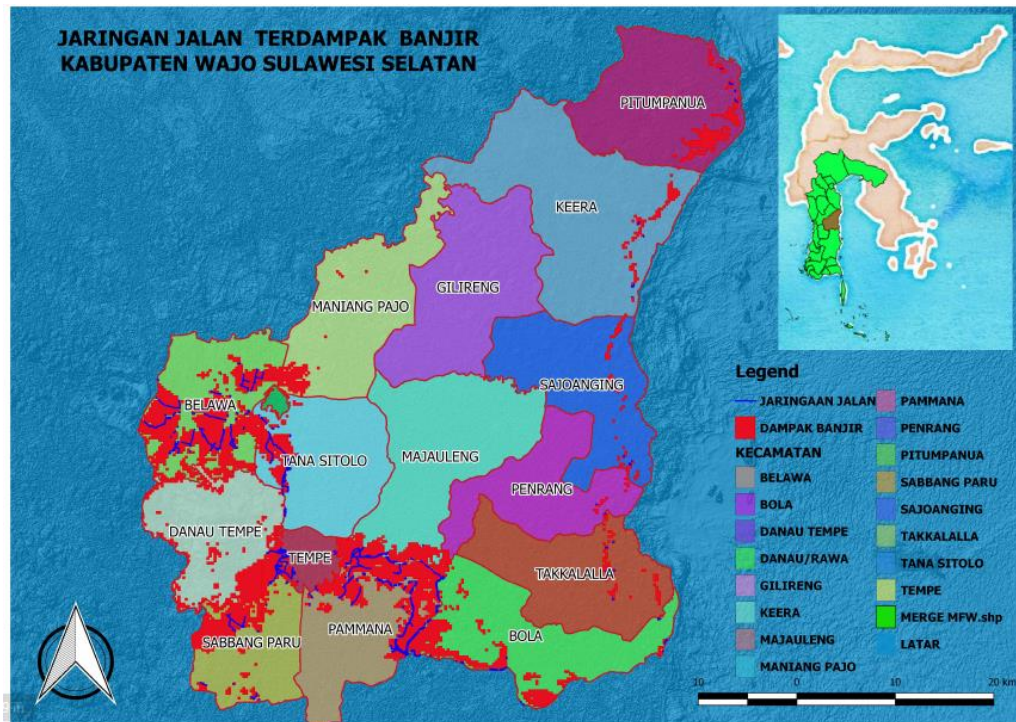 JARINGAN JALAN TERDAMPAK BANJIR
KABUPATEN WAJO SULAWESI SELATAN
PITUMPANUA
KEERA
GILIRENG
MANIANG PAJO
SAJOANGING
BELAWA
TANA SITOLO
MAJAULENG
PENRANG
DANAU TEMPE
TEMPE
TAKKALALLA
SABBANG PARU
PAMMANA
BOLA
Legend
JARINGAAN JALAN
DAMPAK BANJIR
KECAMATAN
BELAWA
BOLA
DANAU TEMPE
DANAU/RAWA
GILIRENG
KEERA
MAJAULENG
MANIANG PAJO
PAMMANA
PENRANG
PITUMPANUA
SABBANG PARU
SAJOANGING
TAKKALALLA
TANA SITOLO
TEMPE
MERGE MFW.shp
LATAR
10 0 10 20 km